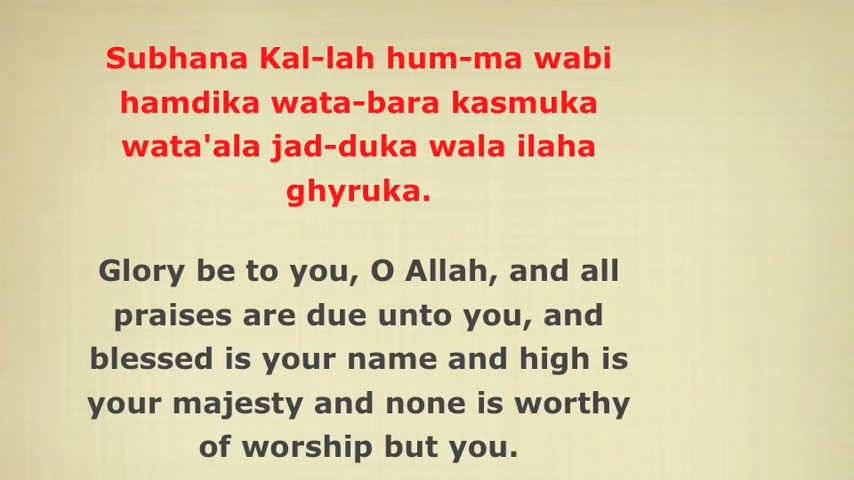 Subhana Kal-lah hum-ma wabi
hamdika wata-bara kasmuka
wata'ala jad-duka wala ilaha
ghyruka.
Glory be to you, O Allah, and all
praises are due unto you, and
blessed is your name and high is
your majesty and none is worthy
of worship but you.